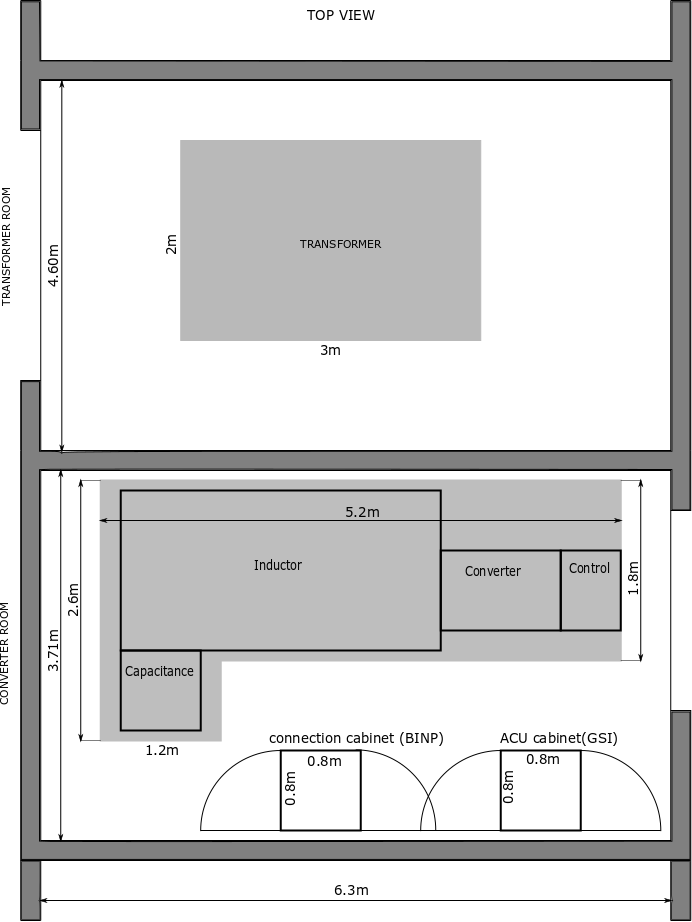 TOP VIEW
TRANSFORMER ROOM
4.60m
2m
TRANSFORMER
3m
CONVERTER ROOM
3.71m
2.6m
5.2m
Inductor
Converter
Control
1.8m
Capacitance
1.2m
connection cabinet (BINP)
ACU cabinet(GSI)
0.8m
0.8m
0.8m
0.8m
6.3m